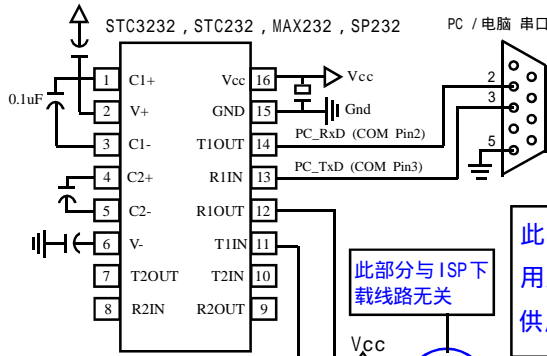 STC3232 , STC232 , MAX232 , SP232
PC / 电脑 串口
1 C1+ Vcc 16 Vcc
0.1uF
2 V+ GND 15 Gnd
3 C1- T1OUT 14 PC_RxD (COM Pin2)
4 C2+ R1IN 13 PC_TxD (COM Pin3)
5 C2- R1OUT 12
6 V- T1IN 11
7 T2OUT T2IN 10
8 R2IN R2OUT 9
2
3
5
此部分与ISP下
载线路无关
Vcc
此
用
供